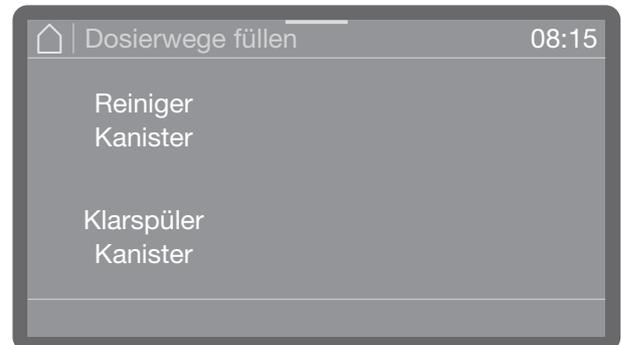 Dosierwege füllen 08:15
Reiniger
Kanister
Klarspüler
Kanister